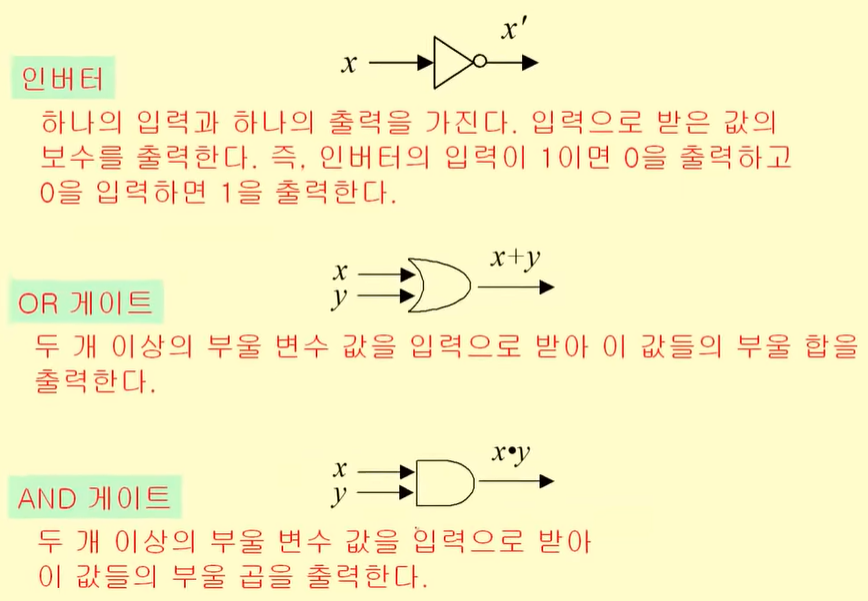 x′
x
인버터
하나의 입력과 하나의 출력을 가진다. 입력으로 받은 값의
보수를 출력한다. 즉, 인버터의 입력이 1이면 0을 출력하고
0을 입력하면 1을 출력한다.
x+y
x
y
OR 게이트
두 개 이상의 부울 변수 값을 입력으로 받아 이 값들의 부울 합을
출력한다.
x•y
x
y
AND 게이트
두 개 이상의 부울 변수 값을 입력으로 받아
이 값들의 부울 곱을 출력한다.